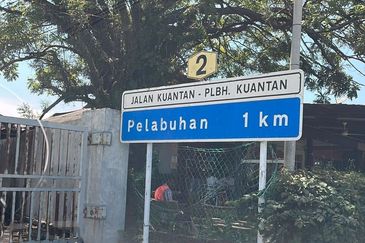 2
JALAN KUANTAN - PLBH. KUANTAN
Pelabuhan 1 km